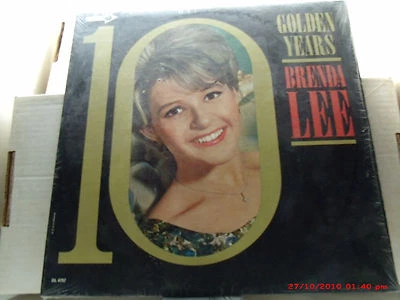 10
GOLDEN
YEARS
BRENDA
LEE
27/10/2010 01:40 pm